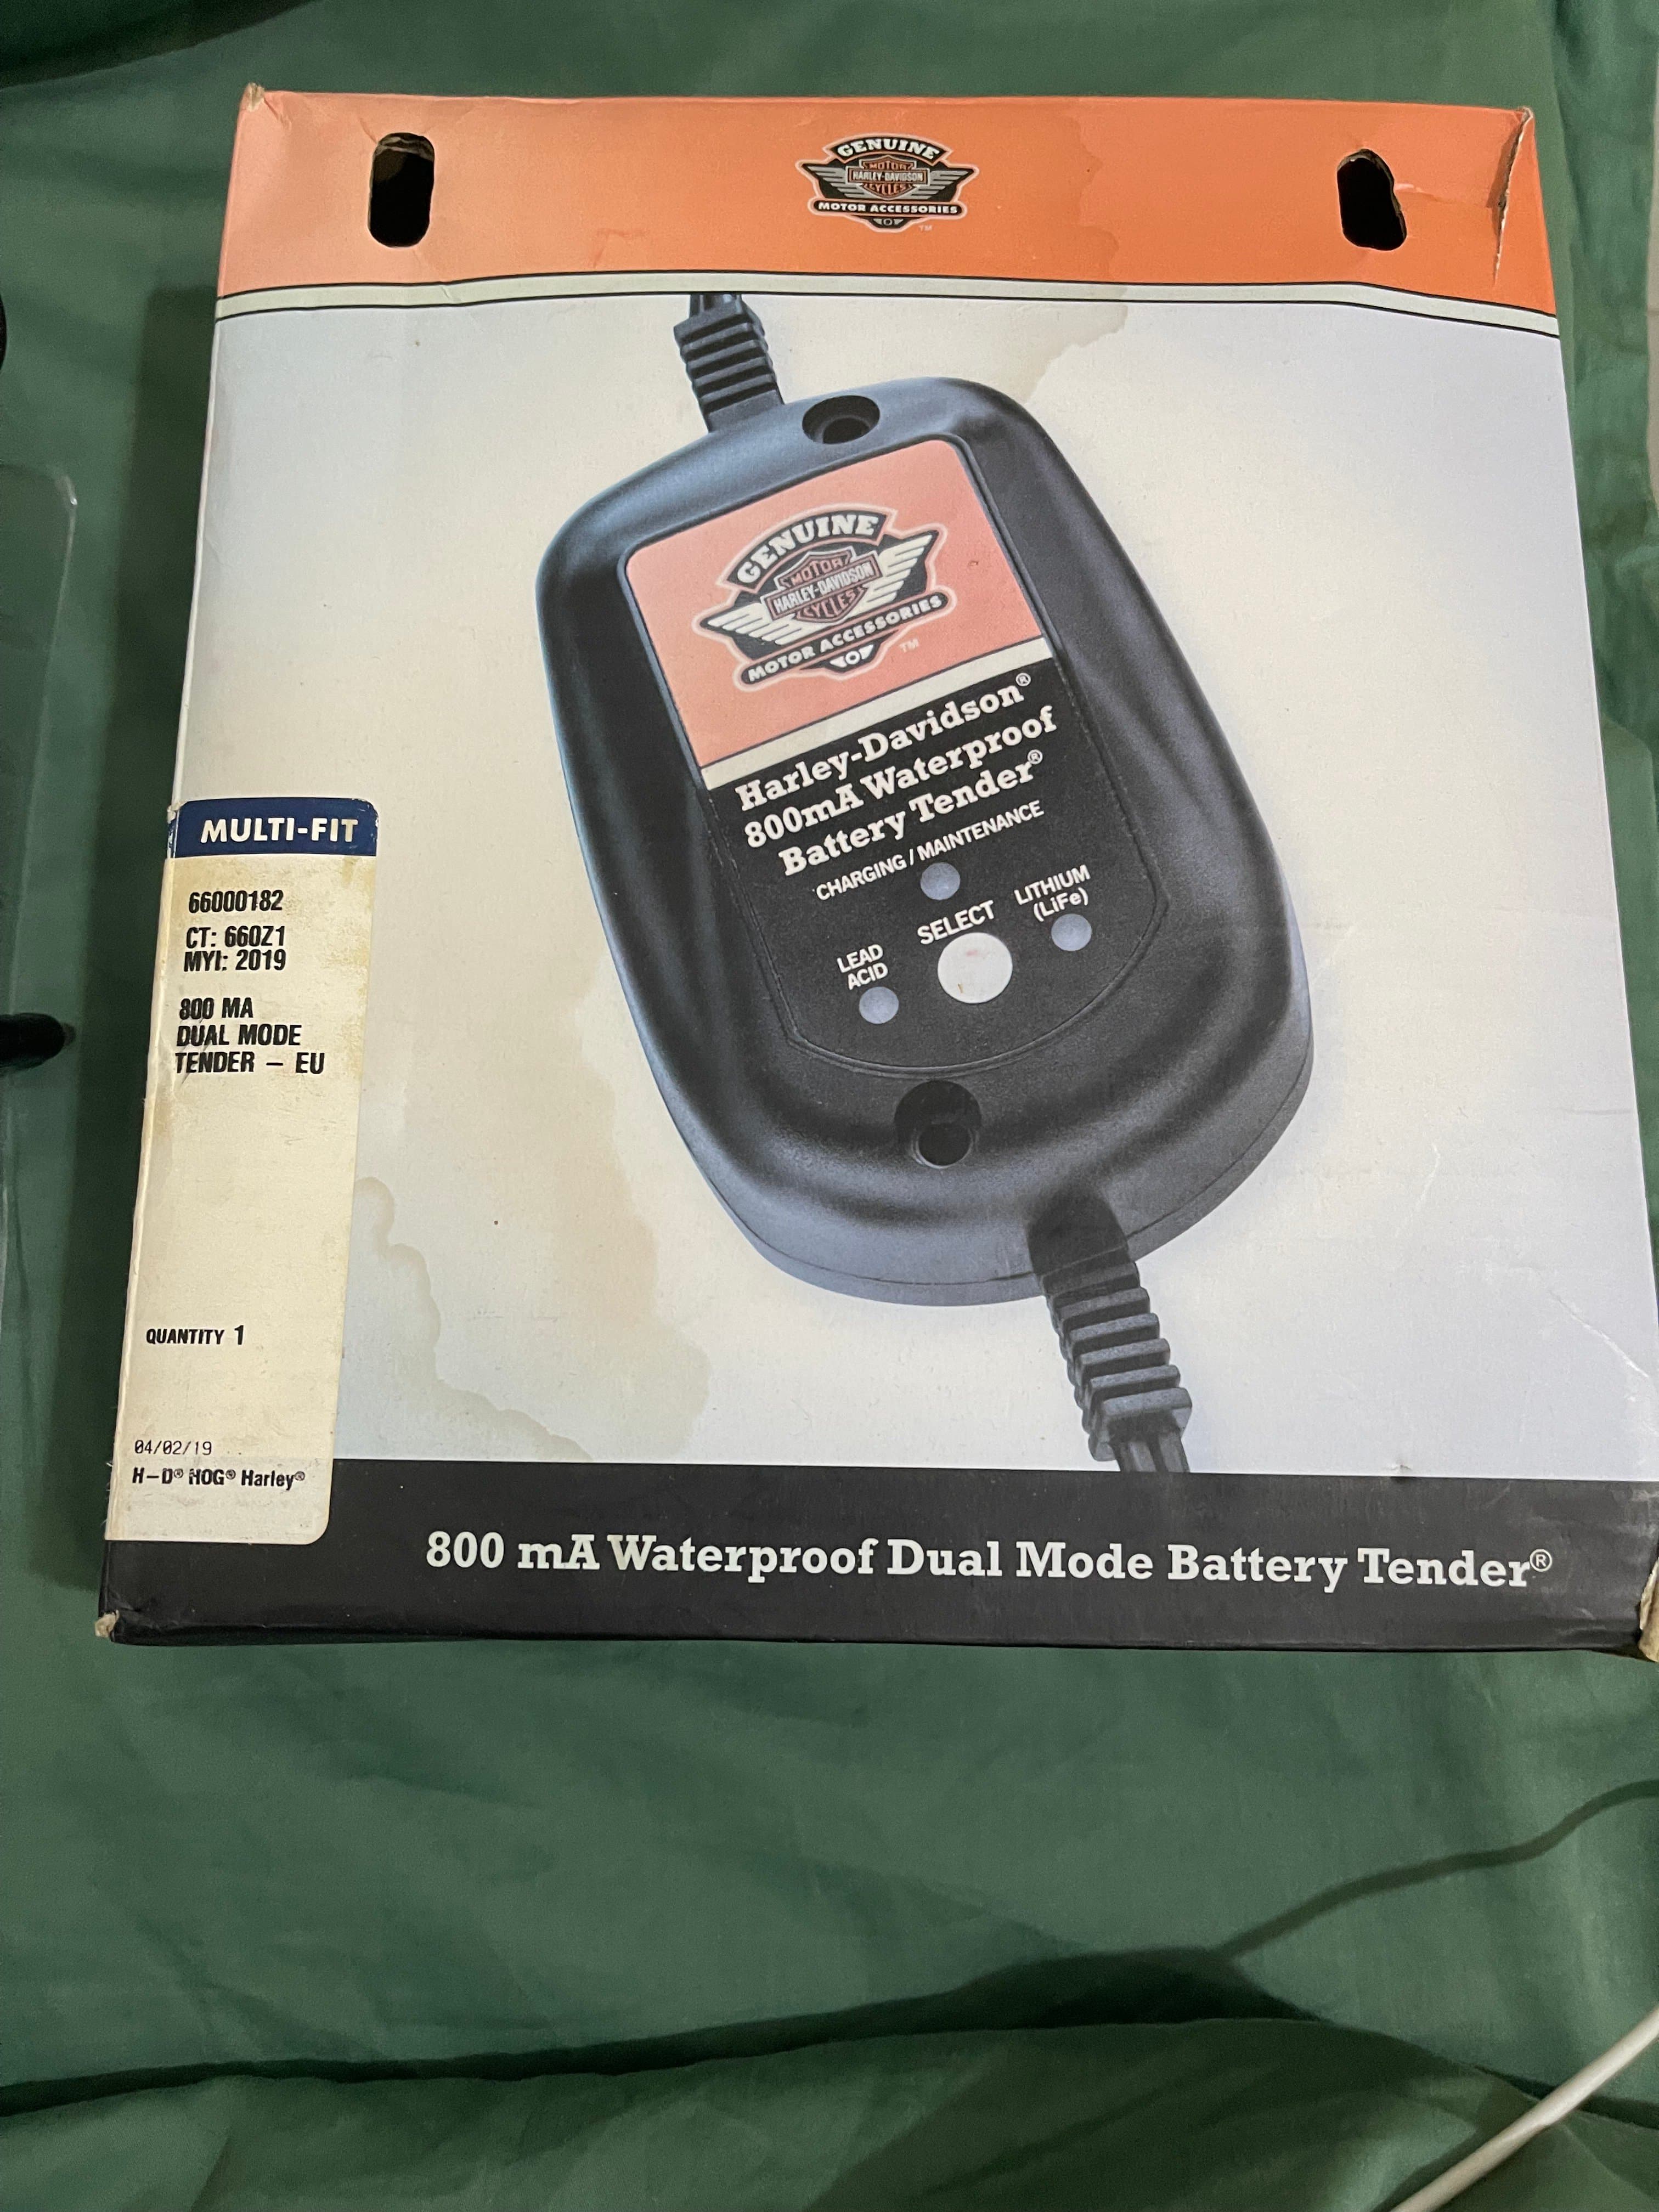 GENUINE
MOTOR
HARLEY-DAVIDSON
CYCLES
MOTOR ACCESSORIES
TM
GENUINE
MOTOR
HARLEY-DAVIDSON
CYCLES
MOTOR ACCESSORIES
TM
Harley-Davidson®
800mA Waterproof
Battery Tender®
CHARGING / MAINTENANCE
SELECT
LITHIUM
(LiFe)
LEAD
ACID
MULTI-FIT
66000182
CT: 660Z1
MYI: 2019
800 MA
DUAL MODE
TENDER – EU
QUANTITY 1
04/02/19
H–D® HOG® Harley®
800 mA Waterproof Dual Mode Battery Tender®